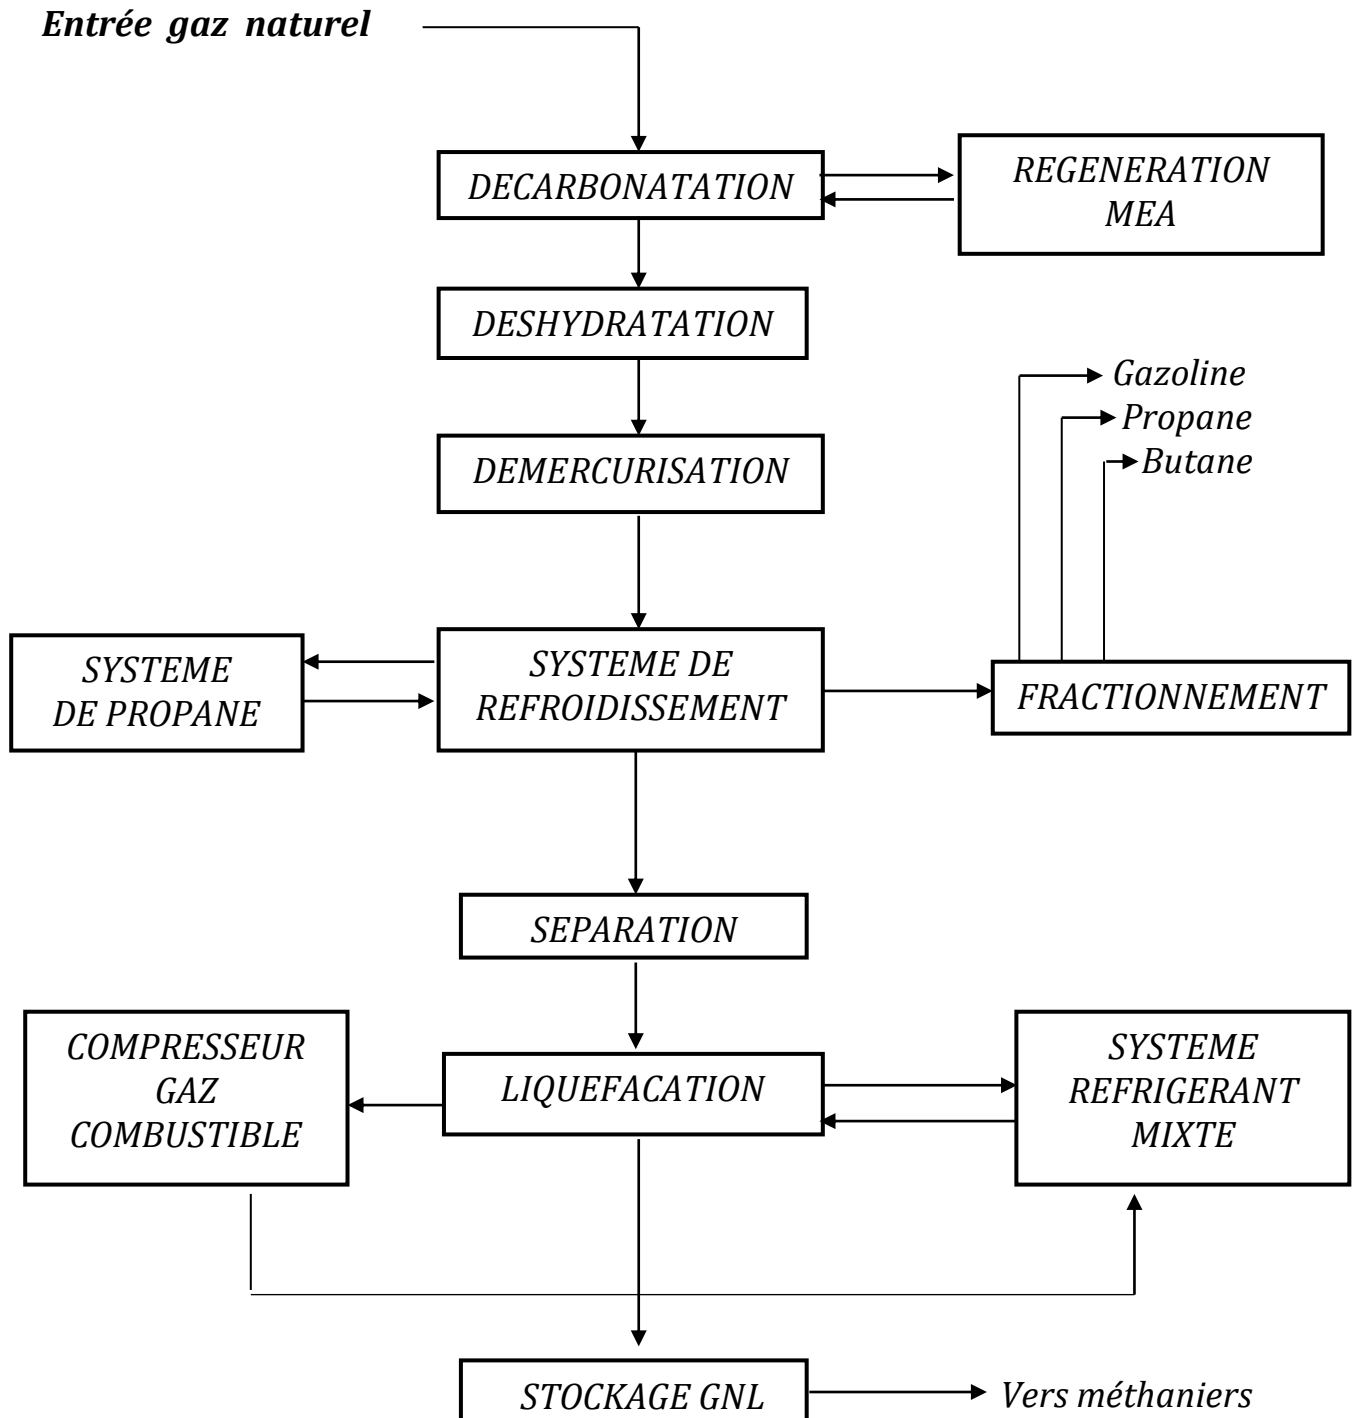 Entrée gaz naturel
DECARBONATATION
REGENERATION
MEA
DESHYDRATATION
Gazoline
Propane
Butane
DEMERCURISATION
SYSTEME
DE PROPANE
SYSTEME DE
REFROIDISSEMENT
FRACTIONNEMENT
SEPARATION
COMPRESSEUR
GAZ
COMBUSTIBLE
LIQUEFACATION
SYSTEME
REFRIGERANT
MIXTE
STOCKAGE GNL
Vers méthaniers